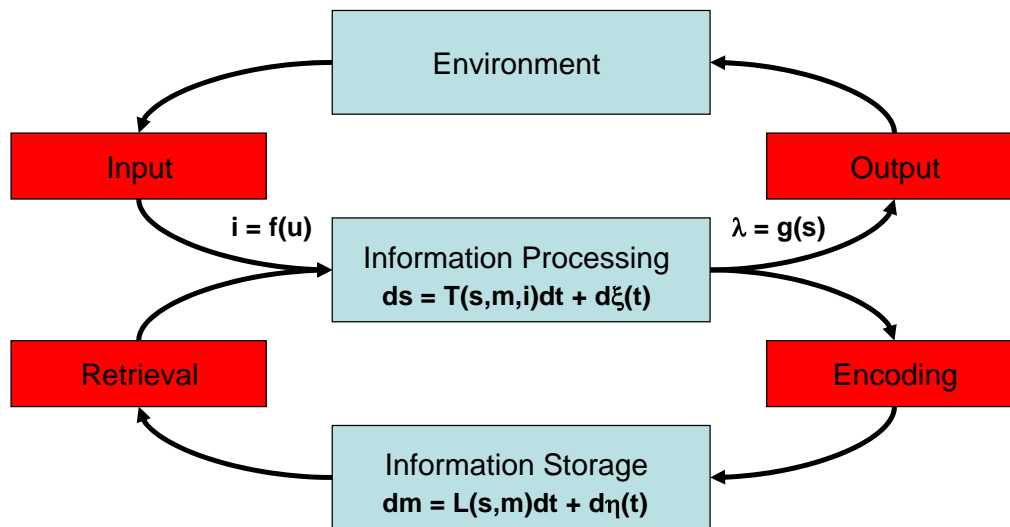 Environment
Input
Output
i = f(u)
λ = g(s)
Information Processing
ds = T(s,m,i)dt + dξ(t)
Retrieval
Encoding
Information Storage
dm = L(s,m)dt + dη(t)